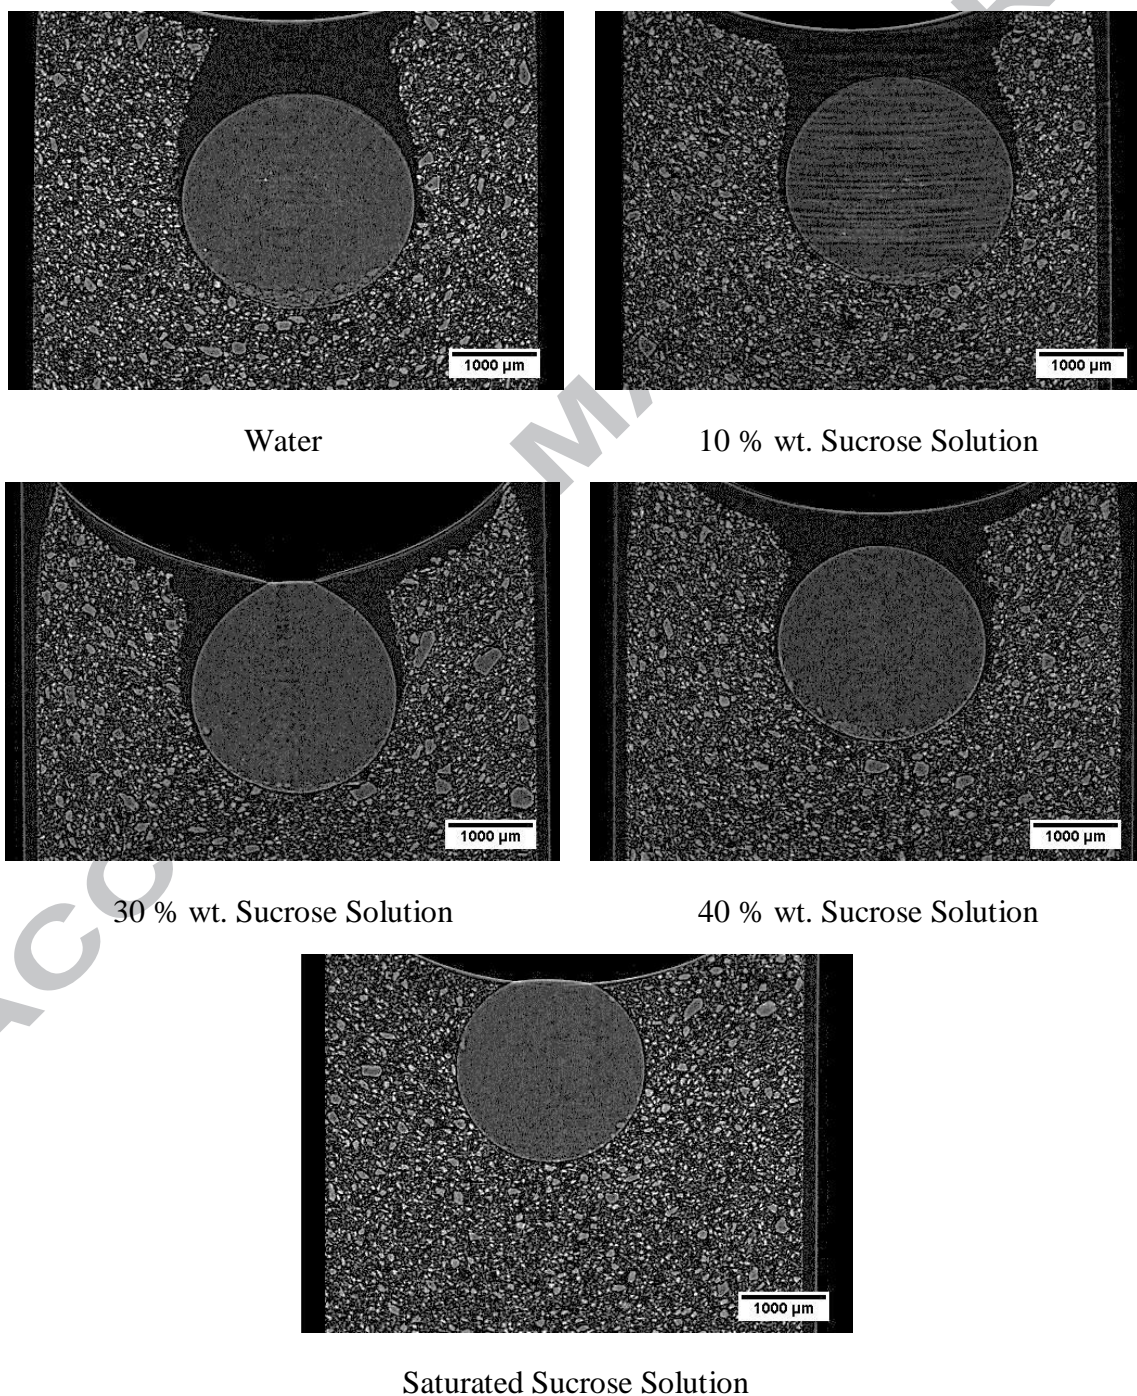 1000 µm
1000 µm
Water
10 % wt. Sucrose Solution
1000 µm
1000 µm
30 % wt. Sucrose Solution
40 % wt. Sucrose Solution
1000 µm
Saturated Sucrose Solution